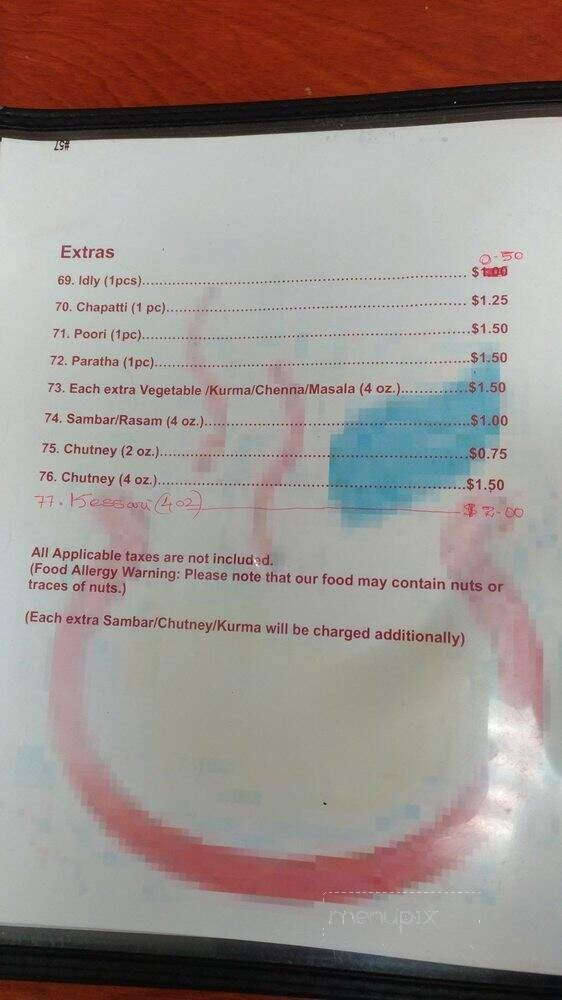 #57
Extras
0.50
69. Idly (1pcs)........................................................................ $1.00
70. Chapatti (1 pc)................................................................... $1.25
71. Poori (1pc)......................................................................... $1.50
72. Paratha (1pc)......................................................................$1.50
73. Each extra Vegetable /Kurma/Chenna/Masala (4 oz.)................$1.50
74. Sambar/Rasam (4 oz.)........................................................$1.00
75. Chutney (2 oz.)...................................................................$0.75
76. Chutney (4 oz.)...................................................................$1.50
77. Kessari (4 oz) $ 2.00
All Applicable taxes are not included.
(Food Allergy Warning: Please note that our food may contain nuts or
traces of nuts.)
(Each extra Sambar/Chutney/Kurma will be charged additionally)
menupix